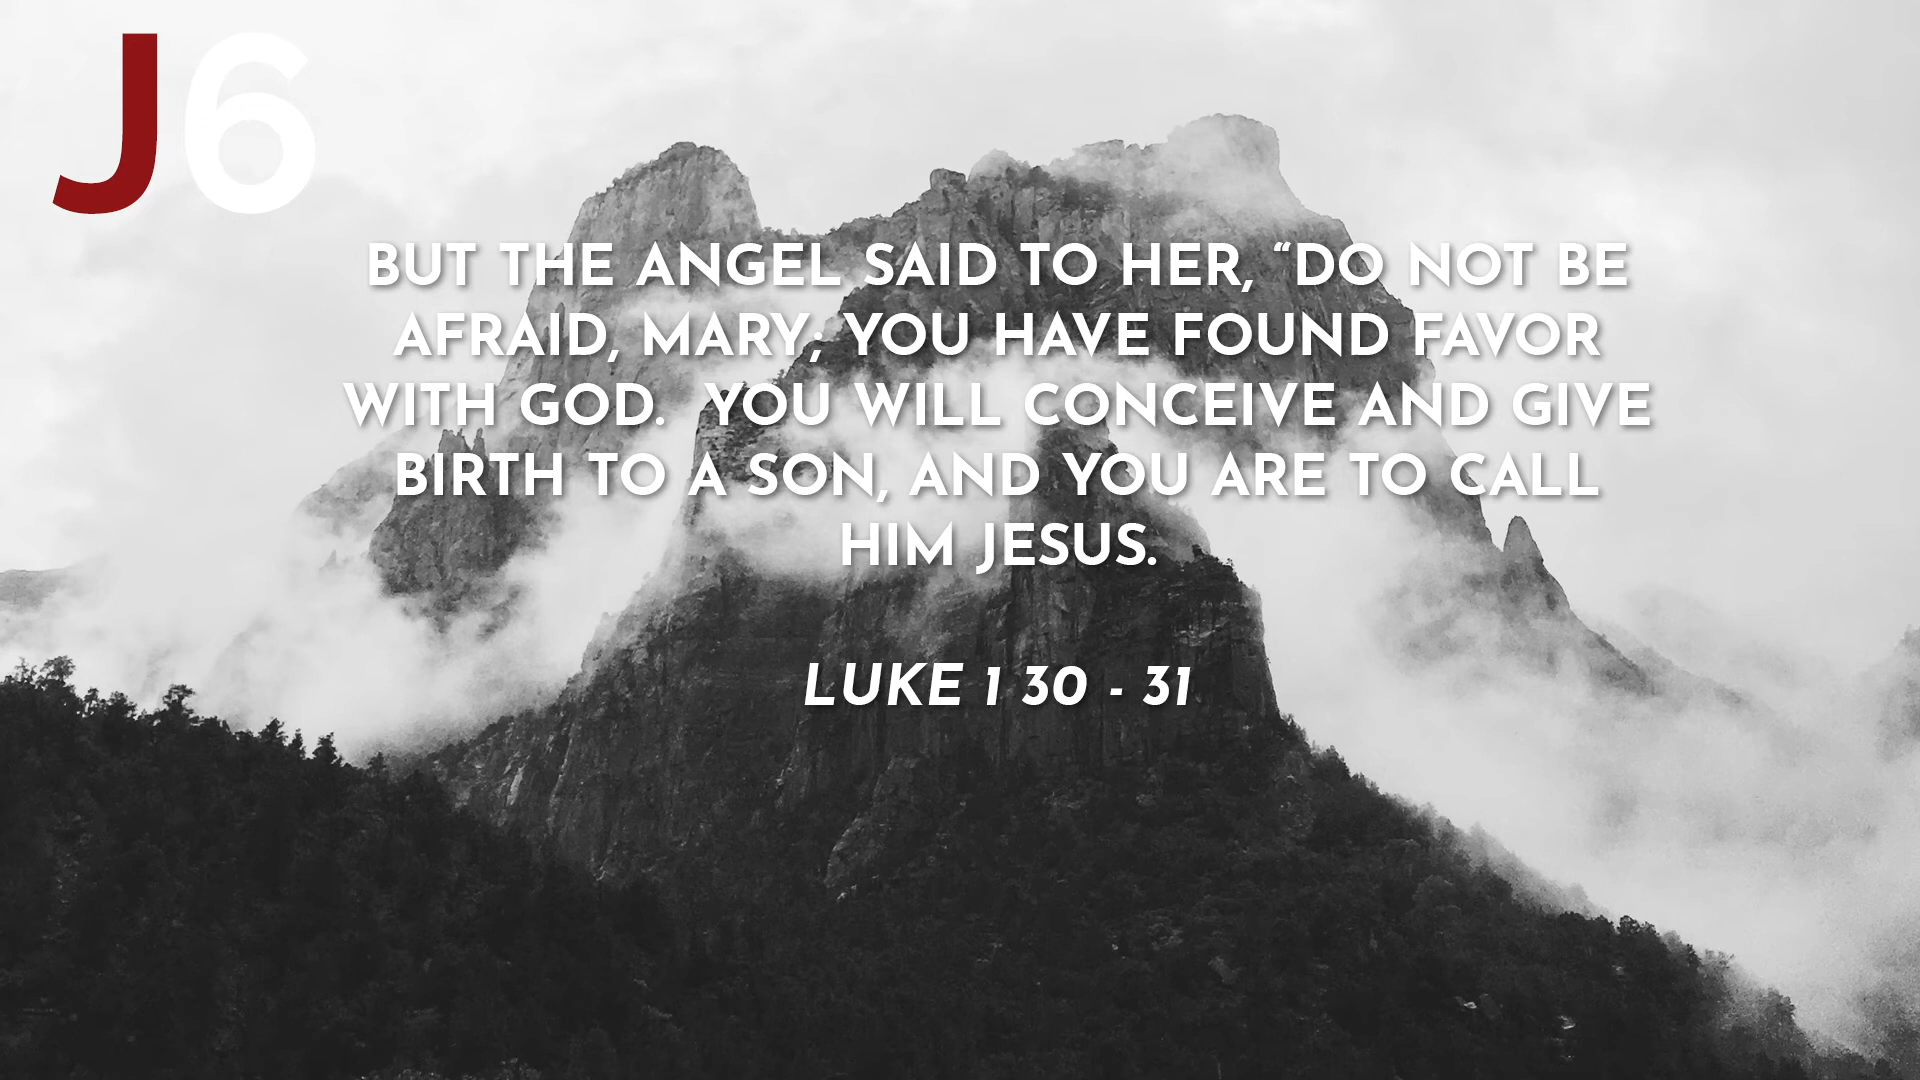 J6
BUT THE ANGEL SAID TO HER, “DO NOT BE
AFRAID, MARY; YOU HAVE FOUND FAVOR
WITH GOD.  YOU WILL CONCEIVE AND GIVE
BIRTH TO A SON, AND YOU ARE TO CALL
HIM JESUS.
LUKE 1 30 - 31